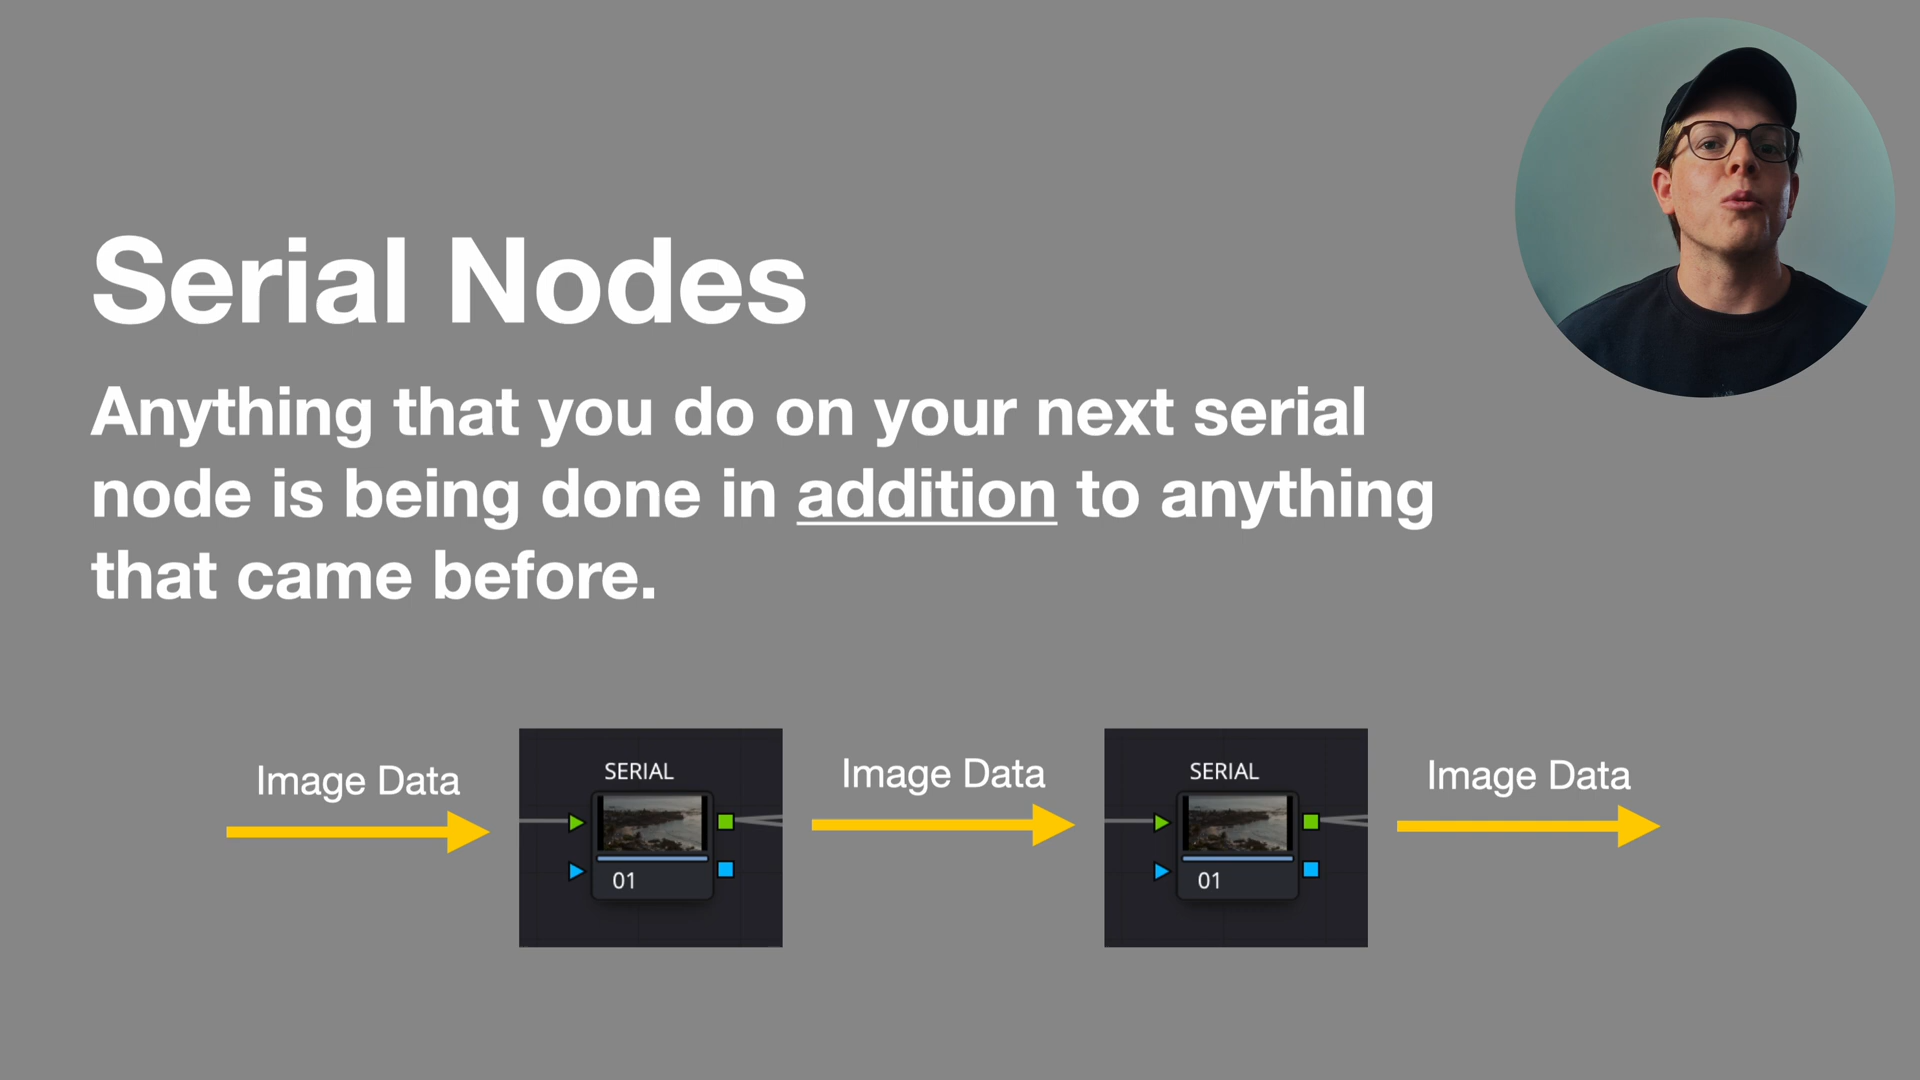 Serial Nodes
Anything that you do on your next serial
node is being done in addition to anything
that came before.
Image Data
SERIAL
01
Image Data
SERIAL
01
Image Data